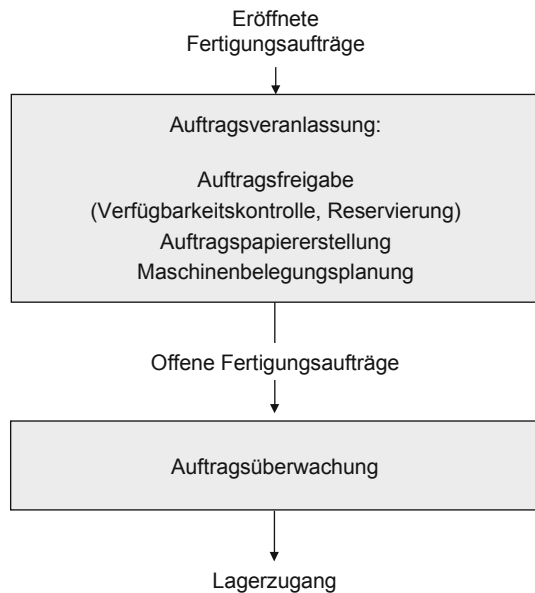 Eröffnete
Fertigungsaufträge
Auftragsveranlassung:
Auftragsfreigabe
(Verfügbarkeitskontrolle, Reservierung)
Auftragspapiererstellung
Maschinenbelegungsplanung
Offene Fertigungsaufträge
Auftragsüberwachung
Lagerzugang